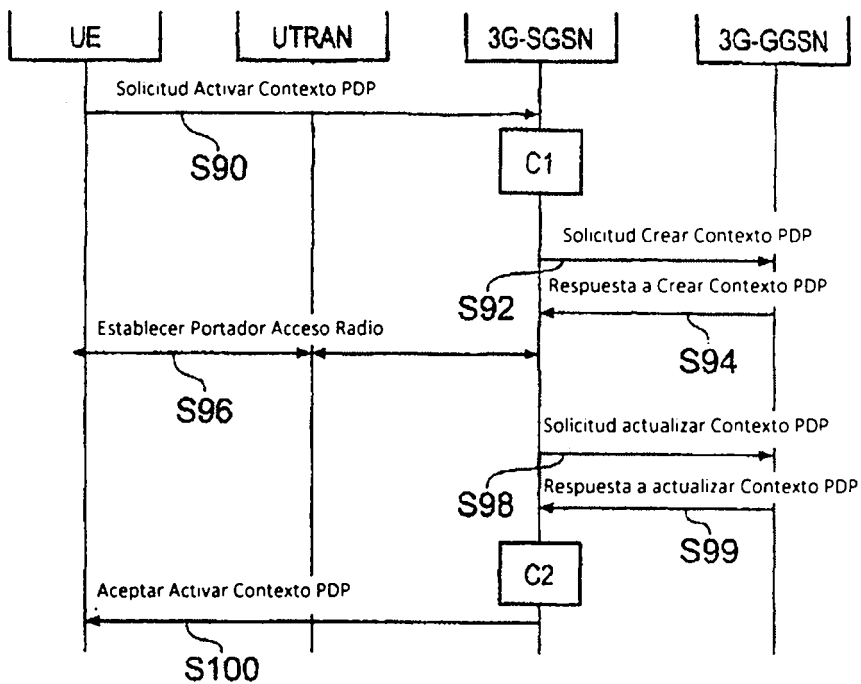 UE UTRAN 3G-SGSN 3G-GGSN
Solicitud Activar Contexto PDP
S90
C1
Solicitud Crear Contexto PDP
S92
Respuesta a Crear Contexto PDP
S94
Establecer Portador Acceso Radio
S96
Solicitud actualizar Contexto PDP
S98
Respuesta a actualizar Contexto PDP
S99
C2
Aceptar Activar Contexto PDP
S100